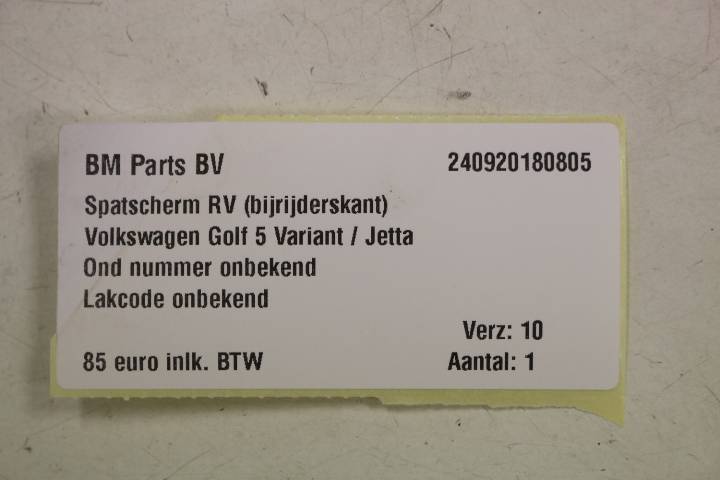 BM Parts BV 240920180805
Spatscherm RV (bijrijderskant)
Volkswagen Golf 5 Variant / Jetta
Ond nummer onbekend
Lakcode onbekend
Verz: 10
85 euro inlk. BTW Aantal: 1